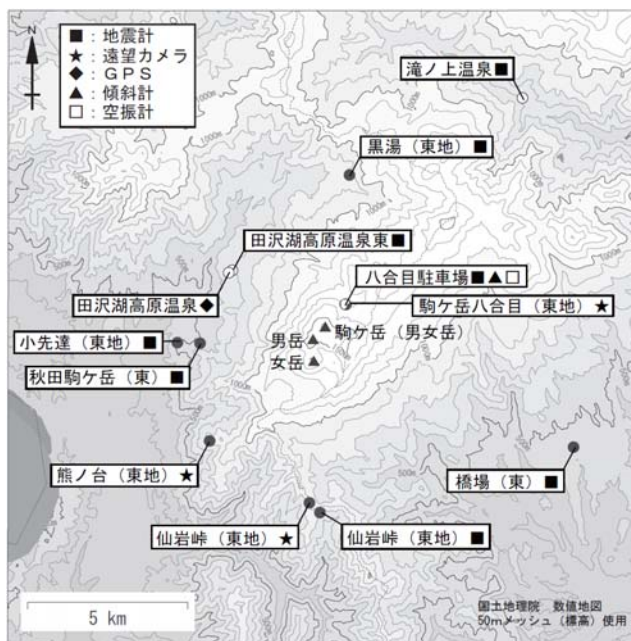 N
■：地震計
★：遠望カメラ
◆：ＧＰＳ
▲：傾斜計
□：空振計
滝ノ上温泉■
黒湯（東地）■
田沢湖高原温泉東■
八合目駐車場■▲□
田沢湖高原温泉◆
駒ケ岳八合目（東地）★
駒ケ岳（男女岳）
男岳
小先達（東地）■
女岳
秋田駒ケ岳（東）■
熊ノ台（東地）★
橋場（東）■
仙岩峠（東地）★
仙岩峠（東地）■
5 km
国土地理院　数値地図
50mメッシュ（標高）使用